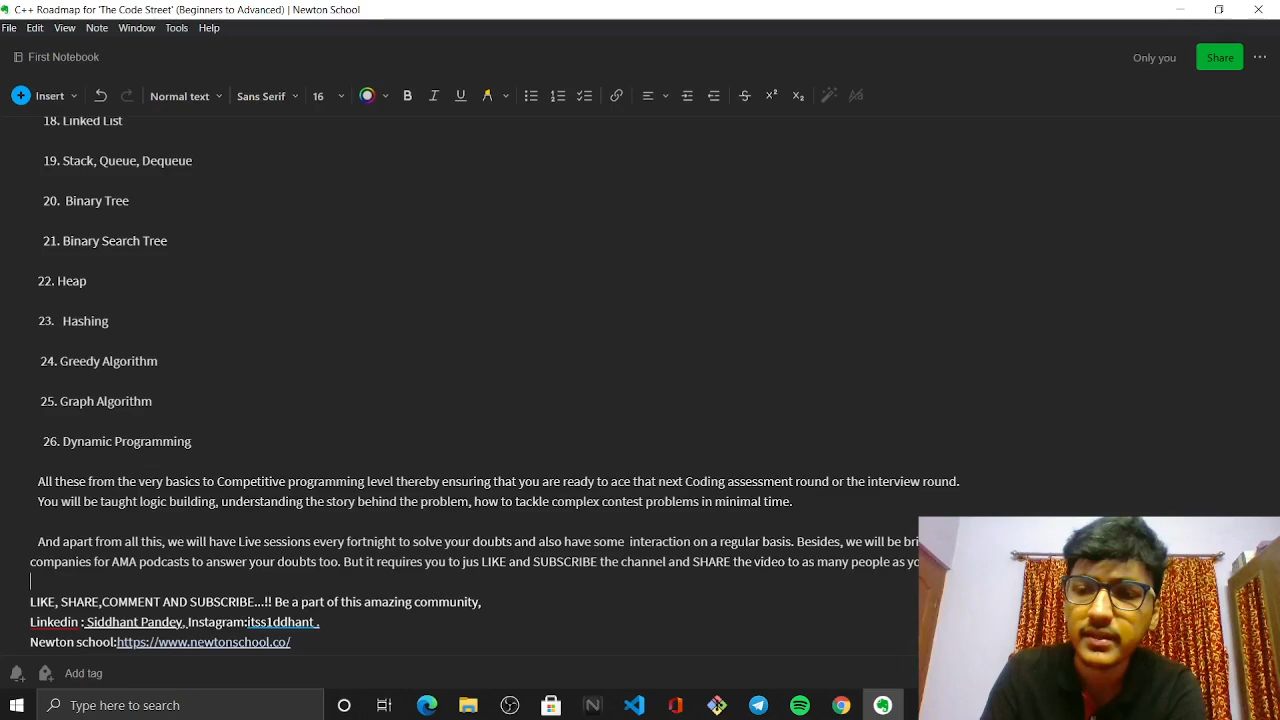 C++ Roadmap for 'The Code Street' (Beginners to Advanced) | Newton School
File Edit View Note Window Tools Help
First Notebook
Only you
Share
Insert
Normal text
Sans Serif
16
18. Linked List
19. Stack, Queue, Dequeue
20. Binary Tree
21. Binary Search Tree
22. Heap
23. Hashing
24. Greedy Algorithm
25. Graph Algorithm
26. Dynamic Programming
All these from the very basics to Competitive programming level thereby ensuring that you are ready to ace that next Coding assessment round or the interview round.
You will be taught logic building, understanding the story behind the problem, how to tackle complex contest problems in minimal time.
And apart from all this, we will have Live sessions every fortnight to solve your doubts and also have some interaction on a regular basis. Besides, we will be
companies for AMA podcasts to answer your doubts too. But it requires you to jus LIKE and SUBSCRIBE the channel and SHARE the video to as many people as
LIKE, SHARE,COMMENT AND SUBSCRIBE...!! Be a part of this amazing community,
Linkedin : Siddhant Pandey, Instagram:itss1ddhant .
Newton school:https://www.newtonschool.co/
Add tag
Type here to search